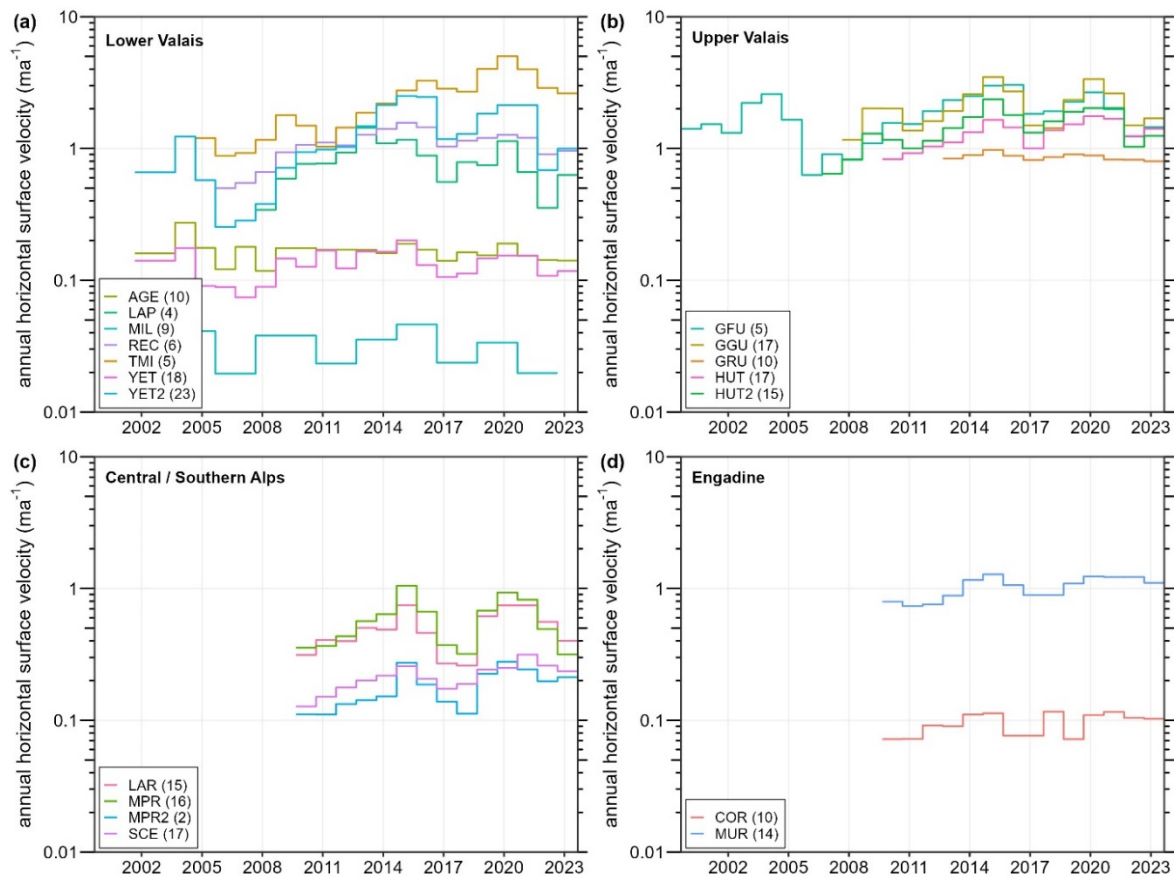 (a)
Lower Valais
annual horizontal surface velocity (ma⁻¹)
10
1
0.1
0.01
AGE (10)
LAP (4)
MIL (9)
REC (6)
TMI (5)
YET (18)
YET2 (23)
2002 2005 2008 2011 2014 2017 2020 2023
(b)
Upper Valais
annual horizontal surface velocity (ma⁻¹)
10
1
0.1
0.01
GFU (5)
GGU (17)
GRU (10)
HUT (17)
HUT2 (15)
2002 2005 2008 2011 2014 2017 2020 2023
(c)
Central / Southern Alps
annual horizontal surface velocity (ma⁻¹)
10
1
0.1
0.01
LAR (15)
MPR (16)
MPR2 (2)
SCE (17)
2002 2005 2008 2011 2014 2017 2020 2023
(d)
Engadine
annual horizontal surface velocity (ma⁻¹)
10
1
0.1
0.01
COR (10)
MUR (14)
2002 2005 2008 2011 2014 2017 2020 2023